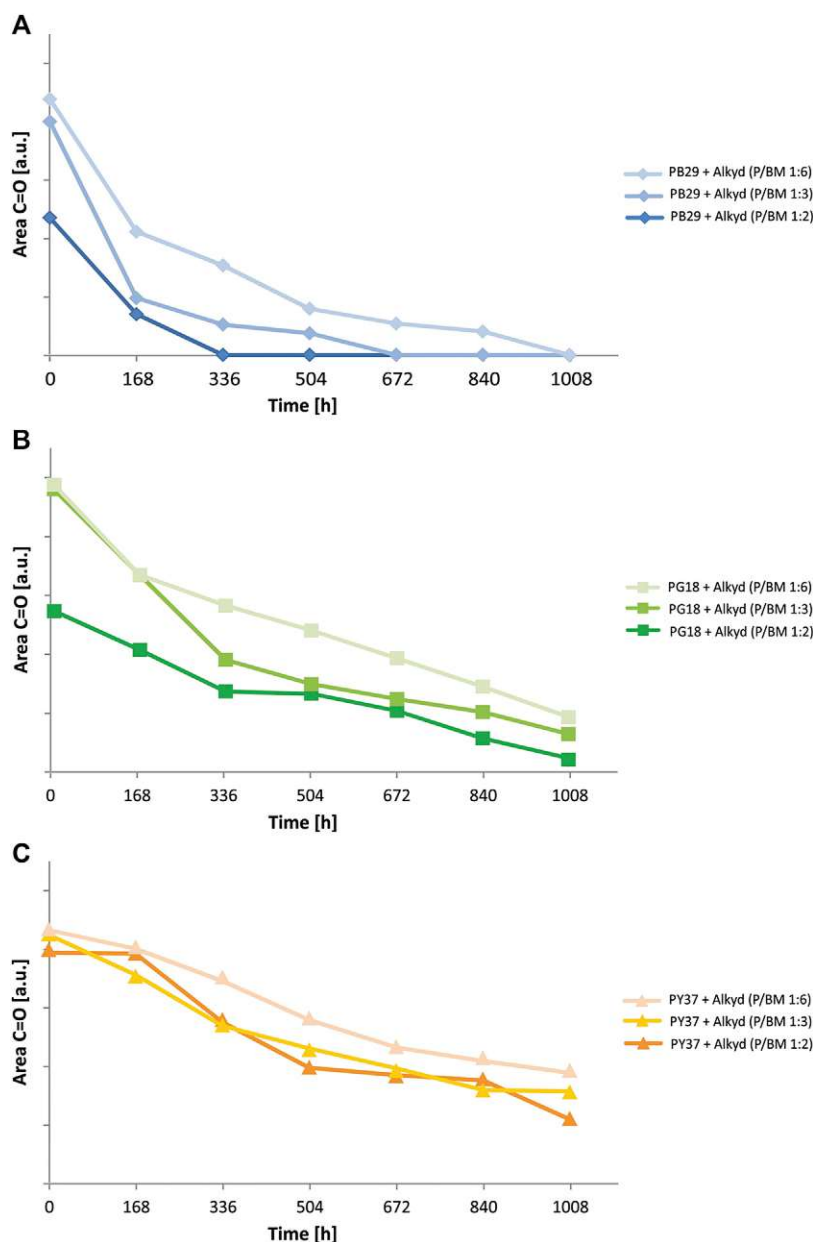 A
Area C=O [a.u.]
PB29 + Alkyd (P/BM 1:6)
PB29 + Alkyd (P/BM 1:3)
PB29 + Alkyd (P/BM 1:2)
0 168 336 504 672 840 1008
Time [h]
B
Area C=O [a.u.]
PG18 + Alkyd (P/BM 1:6)
PG18 + Alkyd (P/BM 1:3)
PG18 + Alkyd (P/BM 1:2)
0 168 336 504 672 840 1008
Time [h]
C
Area C=O [a.u.]
PY37 + Alkyd (P/BM 1:6)
PY37 + Alkyd (P/BM 1:3)
PY37 + Alkyd (P/BM 1:2)
0 168 336 504 672 840 1008
Time [h]